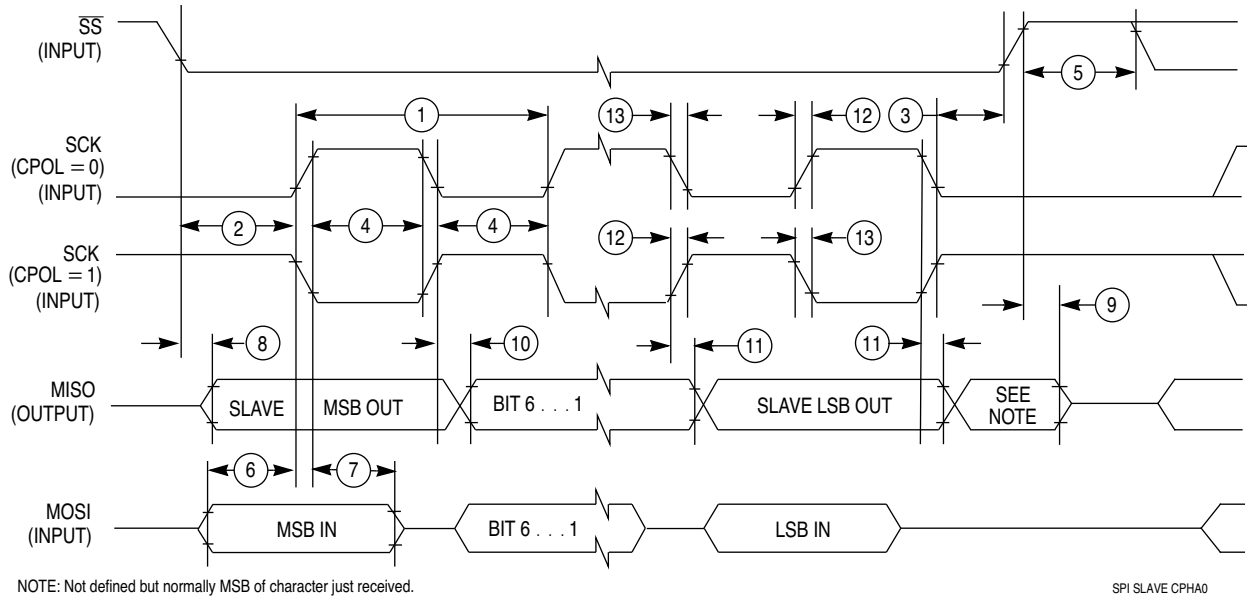 SS
(INPUT)
5
1
13
12
3
SCK
(CPOL = 0)
(INPUT)
2
4
4
12
13
SCK
(CPOL = 1)
(INPUT)
8
10
11
11
9
MISO
(OUTPUT)
SLAVE
MSB OUT
BIT 6 . . . 1
SLAVE LSB OUT
SEE
NOTE
6
7
MOSI
(INPUT)
MSB IN
BIT 6 . . . 1
LSB IN
NOTE: Not defined but normally MSB of character just received.
SPI SLAVE CPHA0